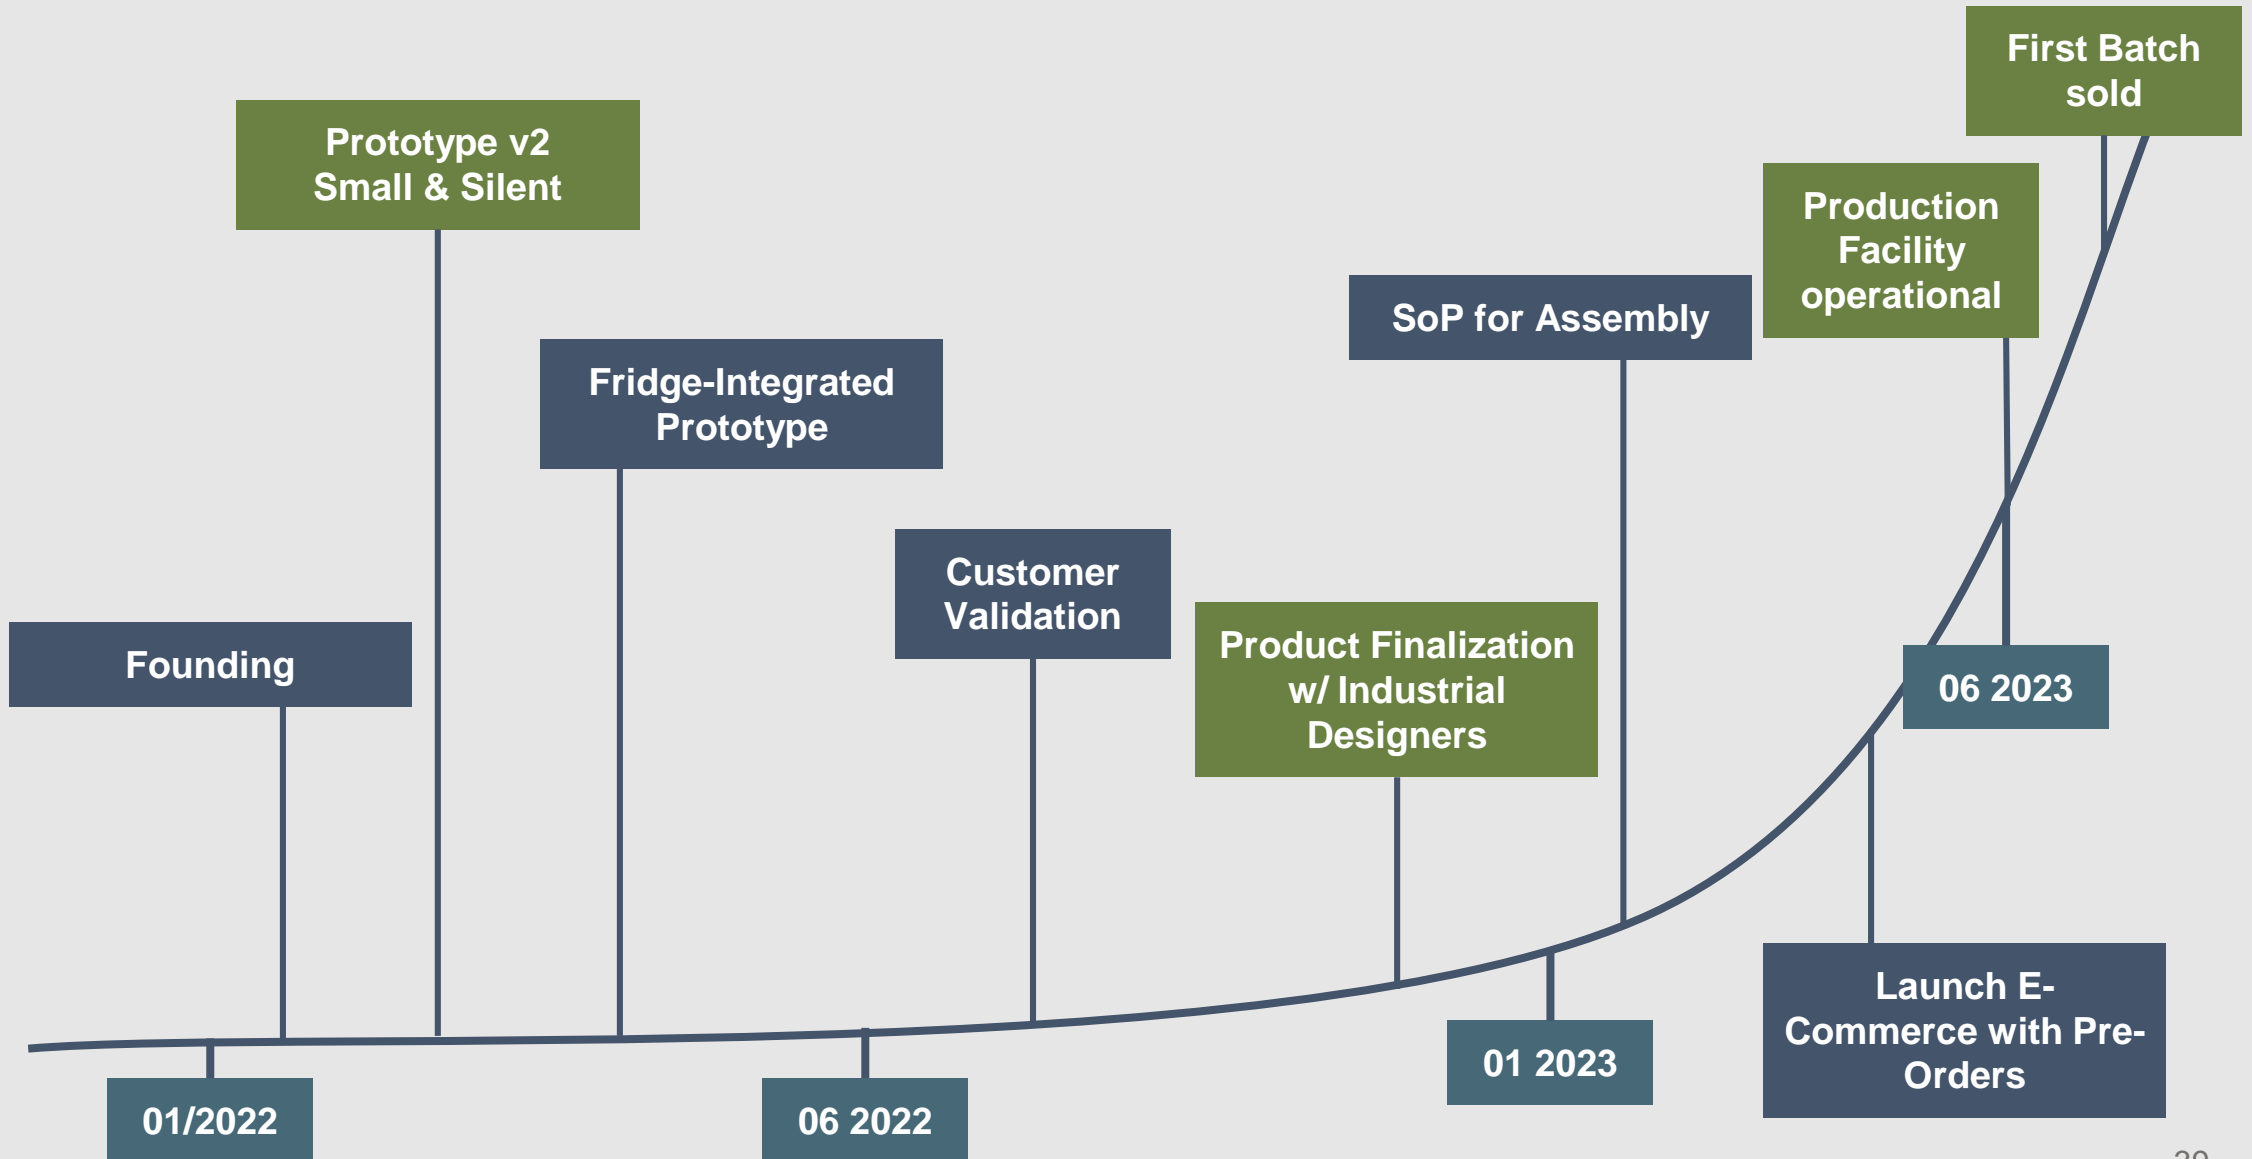 First Batch
sold
Prototype v2
Small & Silent
Production
Facility
operational
SoP for Assembly
Fridge-Integrated
Prototype
Customer
Validation
Product Finalization
w/ Industrial
Designers
Founding
06 2023
Launch E-
Commerce with Pre-
Orders
01 2023
01/2022
06 2022